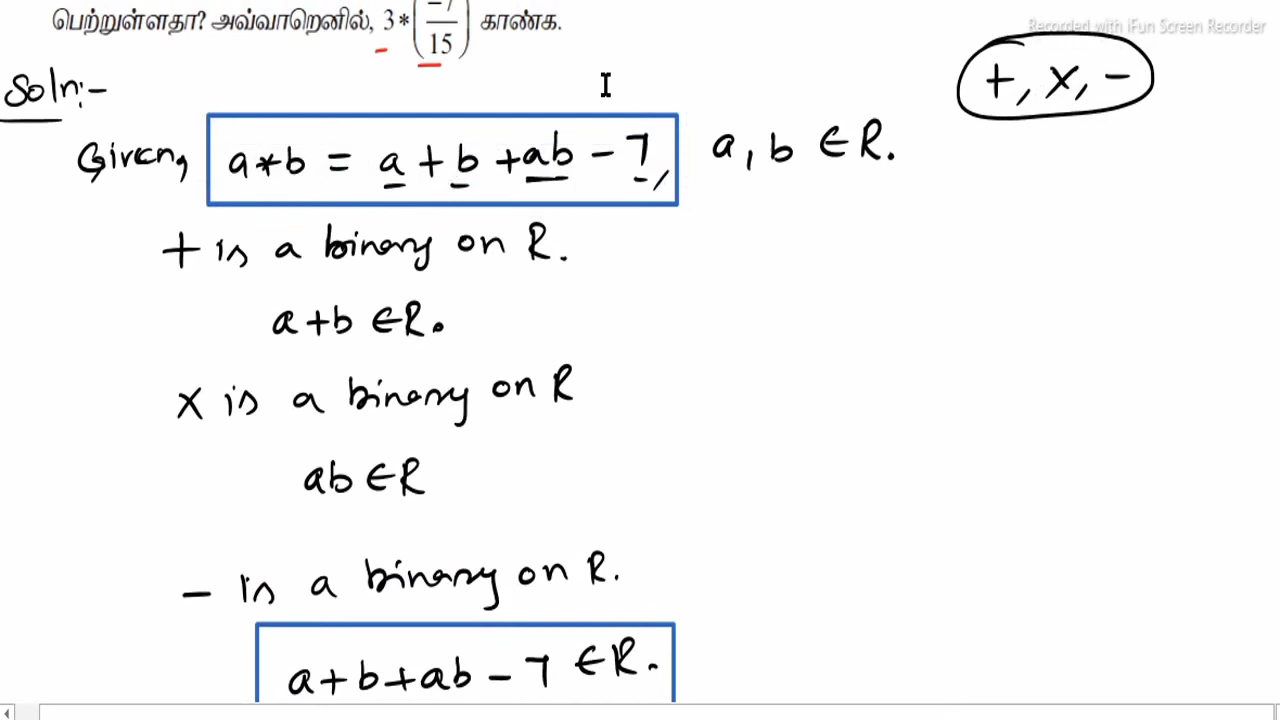 பெற்றுள்ளதா? அவ்வாறெனில், 3*(-7/15) காண்க.
Recorded with iFun Screen Recorder
+, x, -
Soln:-
Given, a*b = a + b + ab - 7, a, b ∈ R.
+ is a binary on R.
a+b ∈ R.
x is a binary on R
ab ∈ R
- is a binary on R.
a+b+ab - 7 ∈ R.